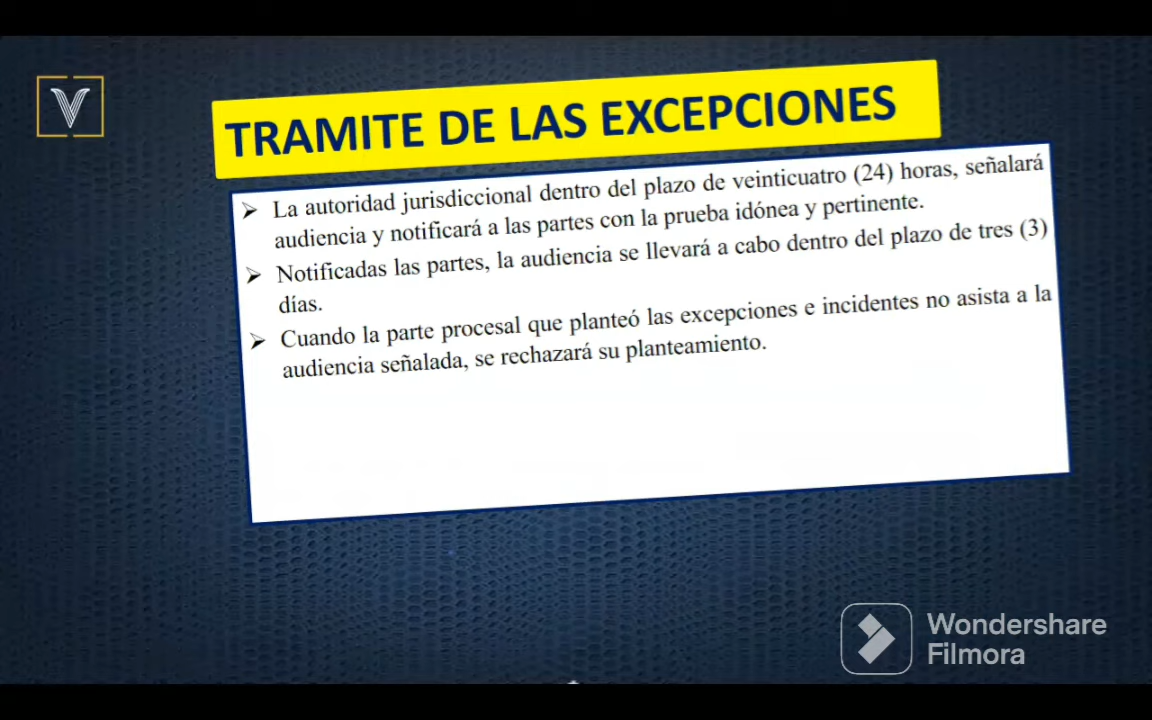 TRAMITE DE LAS EXCEPCIONES
➢ La autoridad jurisdiccional dentro del plazo de veinticuatro (24) horas, señalará
audiencia y notificará a las partes con la prueba idónea y pertinente.
➢ Notificadas las partes, la audiencia se llevará a cabo dentro del plazo de tres (3)
días.
➢ Cuando la parte procesal que planteó las excepciones e incidentes no asista a la
audiencia señalada, se rechazará su planteamiento.
Wondershare
Filmora